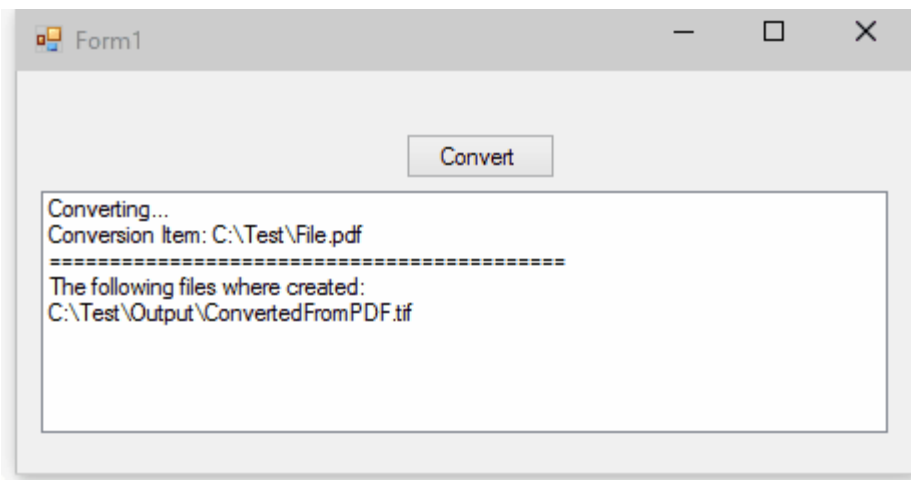 Form1
Convert
Converting...
Conversion Item: C:\Test\File.pdf
===========================================
The following files where created:
C:\Test\Output\ConvertedFromPDF.tif